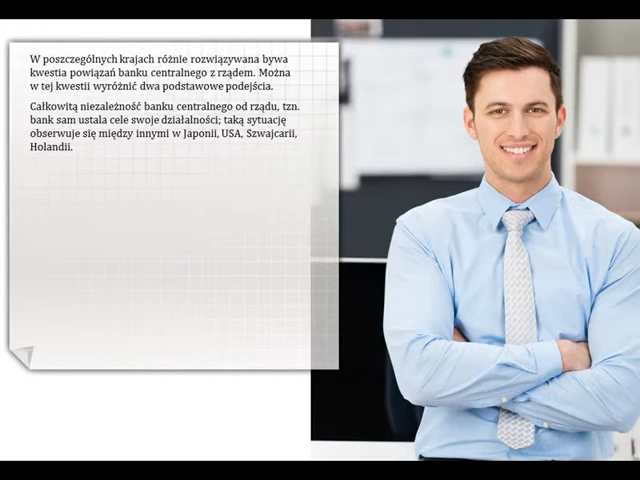 W poszczególnych krajach różnie rozwiązywana bywa
kwestia powiązań banku centralnego z rządem. Można
w tej kwestii wyróżnić dwa podstawowe podejścia.
Całkowitą niezależność banku centralnego od rządu, tzn.
bank sam ustala cele swoje działalności; taką sytuację
obserwuje się między innymi w Japonii, USA, Szwajcarii,
Holandii.